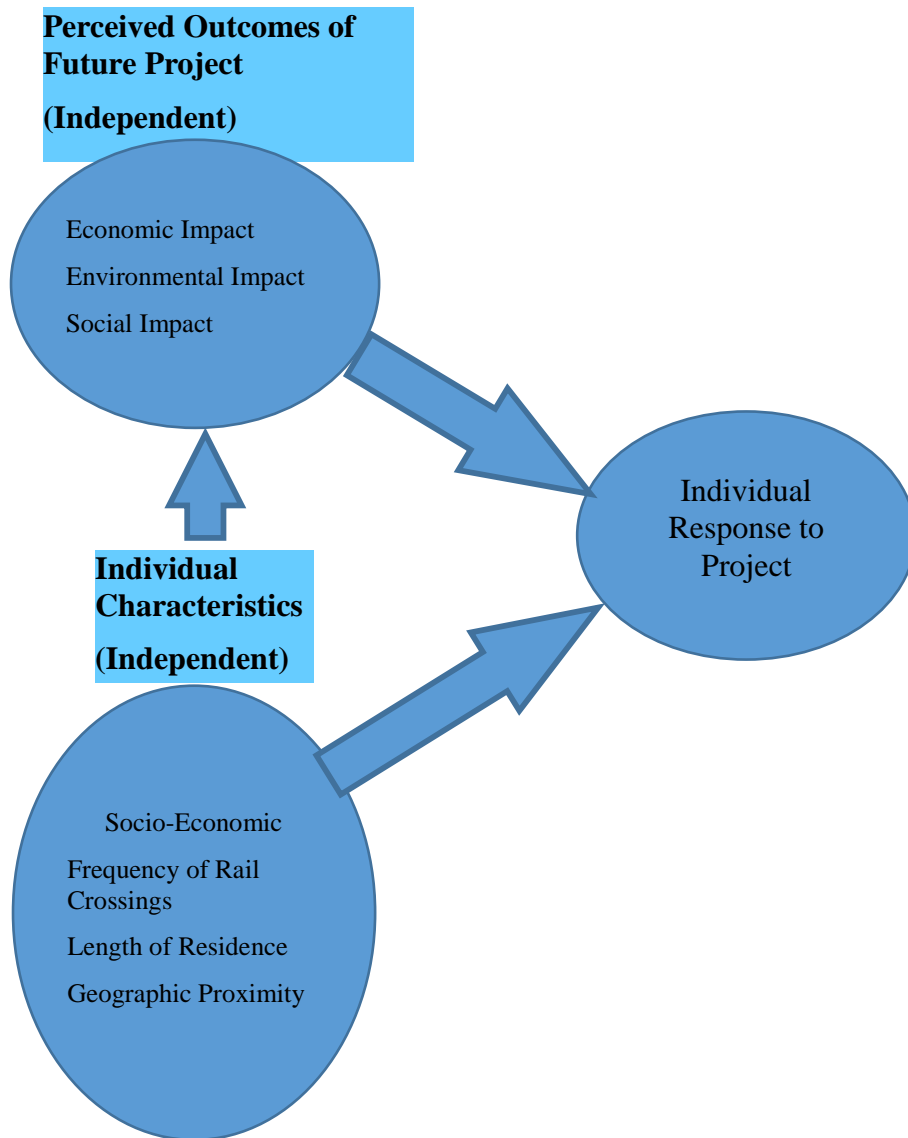 Perceived Outcomes of
Future Project
(Independent)
Economic Impact
Environmental Impact
Social Impact
Individual
Response to
Project
Individual
Characteristics
(Independent)
Socio-Economic
Frequency of Rail
Crossings
Length of Residence
Geographic Proximity